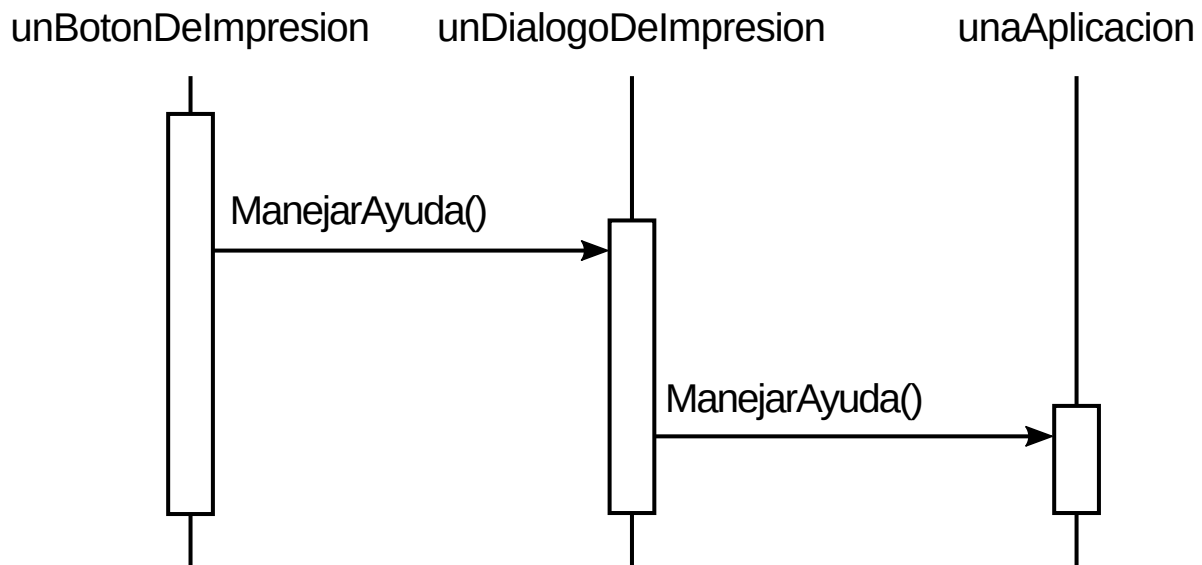 unBotonDeImpresion
unDialogoDeImpresion
unaAplicacion
ManejarAyuda()
ManejarAyuda()